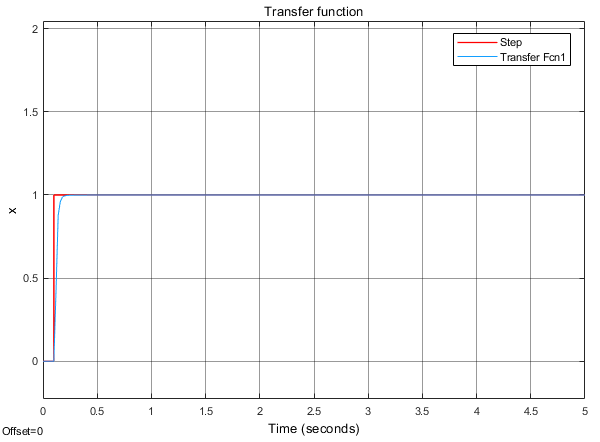 Transfer function
Step
Transfer Fcn1
2
1.5
1
0.5
0
x
0 0.5 1 1.5 2 2.5 3 3.5 4 4.5 5
Time (seconds)
Offset=0